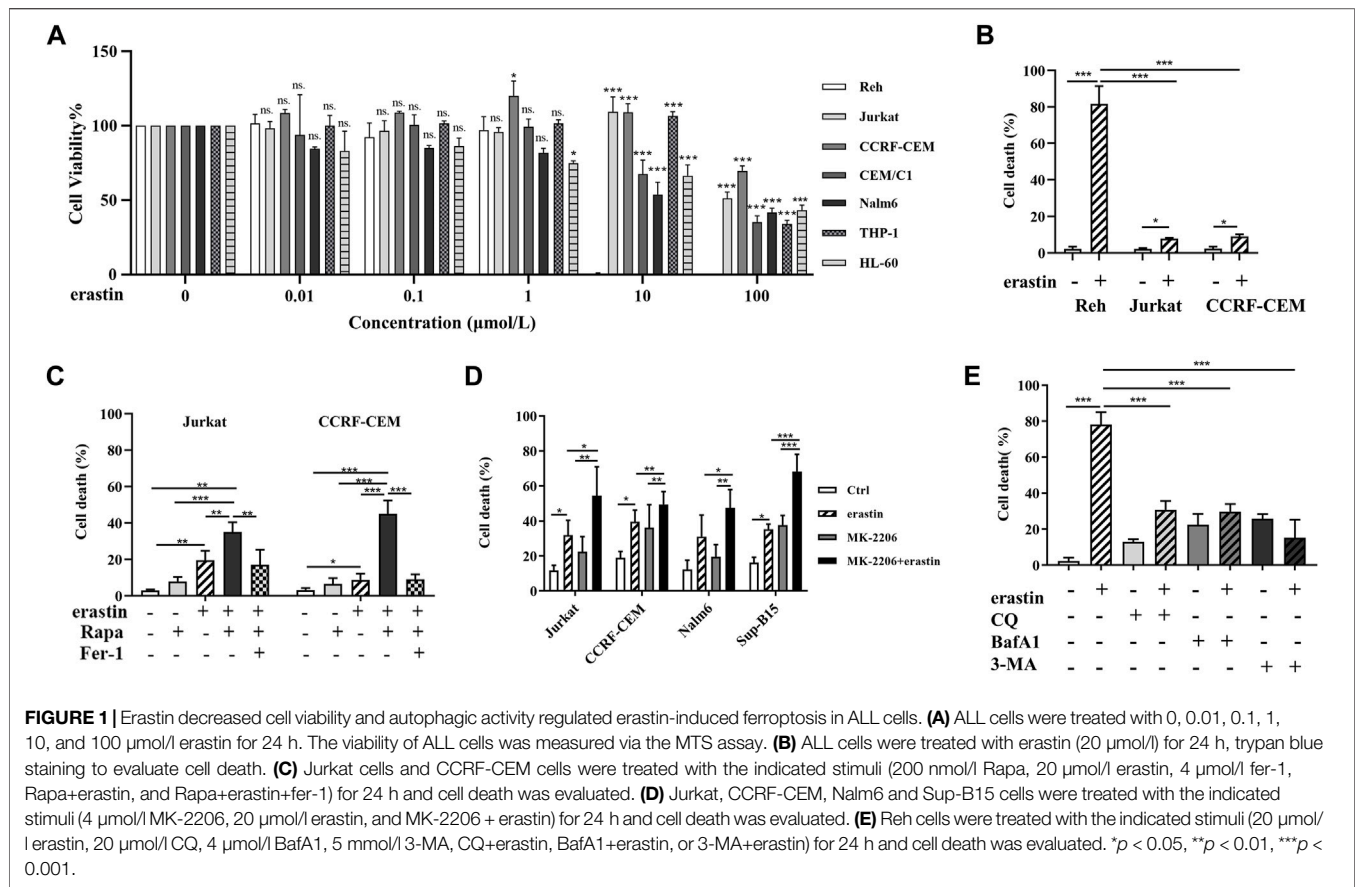 A
150
100
50
0
Cell Viability%
ns. ns. ns. ns. ns. ns.
ns. ns. ns. ns. ns. ns.
ns. * ns. ns. ns. *
*** *** *** *** *** ***
*** *** *** *** *** ***
erastin 0 0.01 0.1 1 10 100
Concentration (μmol/L)
Reh
Jurkat
CCRF-CEM
CEM/C1
Nalm6
THP-1
HL-60
B
100
80
60
40
20
0
Cell death (%)
***
*** ***
* *
erastin - + - + - +
Reh Jurkat CCRF-CEM
C
Jurkat CCRF-CEM
100
80
60
40
20
0
Cell death (%)
**
***
** **
**
***
***
*** ***
*
erastin - - + + + - - + + +
Rapa - + - + + - + - + +
Fer-1 - - - - + - - - - +
D
100
80
60
40
20
0
Cell death (%)
* ** *
** ** * **
* ***
*** *
Jurkat
CCRF-CEM
Nalm6
Sup-B15
Ctrl
erastin
MK-2206
MK-2206+erastin
E
100
80
60
40
20
0
Cell death( %)
***
***
*** ***
erastin - + - + - + - +
CQ - - + + - - - -
BafA1 - - - - + + - -
3-MA - - - - - - + +
FIGURE 1 | Erastin decreased cell viability and autophagic activity regulated erastin-induced ferroptosis in ALL cells. (A) ALL cells were treated with 0, 0.01, 0.1, 1,
10, and 100 μmol/l erastin for 24 h. The viability of ALL cells was measured via the MTS assay. (B) ALL cells were treated with erastin (20 μmol/l) for 24 h, trypan blue
staining to evaluate cell death. (C) Jurkat cells and CCRF-CEM cells were treated with the indicated stimuli (200 nmol/l Rapa, 20 μmol/l erastin, 4 μmol/l fer-1,
Rapa+erastin, and Rapa+erastin+fer-1) for 24 h and cell death was evaluated. (D) Jurkat, CCRF-CEM, Nalm6 and Sup-B15 cells were treated with the indicated
stimuli (4 μmol/l MK-2206, 20 μmol/l erastin, and MK-2206 + erastin) for 24 h and cell death was evaluated. (E) Reh cells were treated with the indicated stimuli (20 μmol/
l erastin, 20 μmol/l CQ, 4 μmol/l BafA1, 5 mmol/l 3-MA, CQ+erastin, BafA1+erastin, or 3-MA+erastin) for 24 h and cell death was evaluated. *p < 0.05, **p < 0.01, ***p <
0.001.